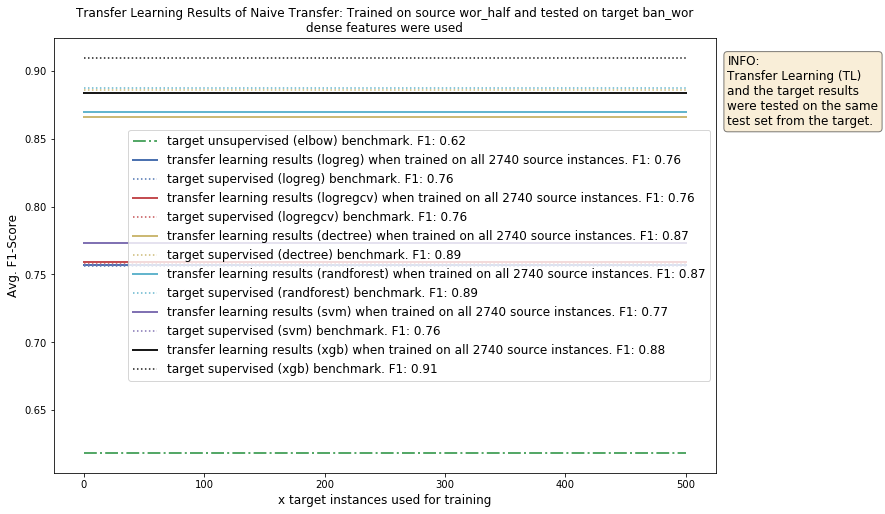 Transfer Learning Results of Naive Transfer: Trained on source wor_half and tested on target ban_wor
dense features were used
INFO:
Transfer Learning (TL)
and the target results
were tested on the same
test set from the target.
Avg. F1-Score
0.90
0.85
0.80
0.75
0.70
0.65
target unsupervised (elbow) benchmark. F1: 0.62
transfer learning results (logreg) when trained on all 2740 source instances. F1: 0.76
target supervised (logreg) benchmark. F1: 0.76
transfer learning results (logregcv) when trained on all 2740 source instances. F1: 0.76
target supervised (logregcv) benchmark. F1: 0.76
transfer learning results (dectree) when trained on all 2740 source instances. F1: 0.87
target supervised (dectree) benchmark. F1: 0.89
transfer learning results (randforest) when trained on all 2740 source instances. F1: 0.87
target supervised (randforest) benchmark. F1: 0.89
transfer learning results (svm) when trained on all 2740 source instances. F1: 0.77
target supervised (svm) benchmark. F1: 0.76
transfer learning results (xgb) when trained on all 2740 source instances. F1: 0.88
target supervised (xgb) benchmark. F1: 0.91
0 100 200 300 400 500
x target instances used for training